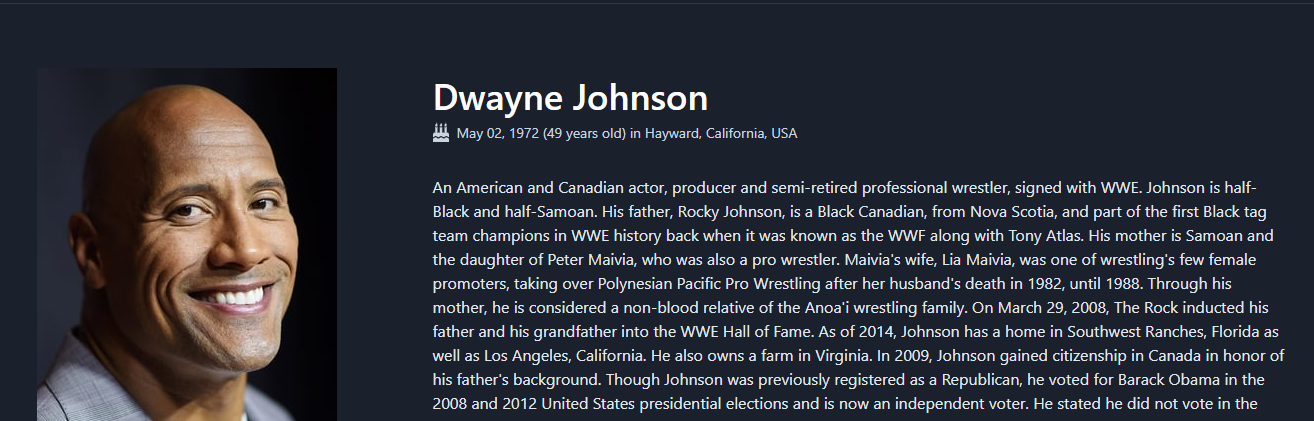 Dwayne Johnson
May 02, 1972 (49 years old) in Hayward, California, USA
An American and Canadian actor, producer and semi-retired professional wrestler, signed with WWE. Johnson is half-
Black and half-Samoan. His father, Rocky Johnson, is a Black Canadian, from Nova Scotia, and part of the first Black tag
team champions in WWE history back when it was known as the WWF along with Tony Atlas. His mother is Samoan and
the daughter of Peter Maivia, who was also a pro wrestler. Maivia's wife, Lia Maivia, was one of wrestling's few female
promoters, taking over Polynesian Pacific Pro Wrestling after her husband's death in 1982, until 1988. Through his
mother, he is considered a non-blood relative of the Anoa'i wrestling family. On March 29, 2008, The Rock inducted his
father and his grandfather into the WWE Hall of Fame. As of 2014, Johnson has a home in Southwest Ranches, Florida as
well as Los Angeles, California. He also owns a farm in Virginia. In 2009, Johnson gained citizenship in Canada in honor of
his father's background. Though Johnson was previously registered as a Republican, he voted for Barack Obama in the
2008 and 2012 United States presidential elections and is now an independent voter. He stated he did not vote in the